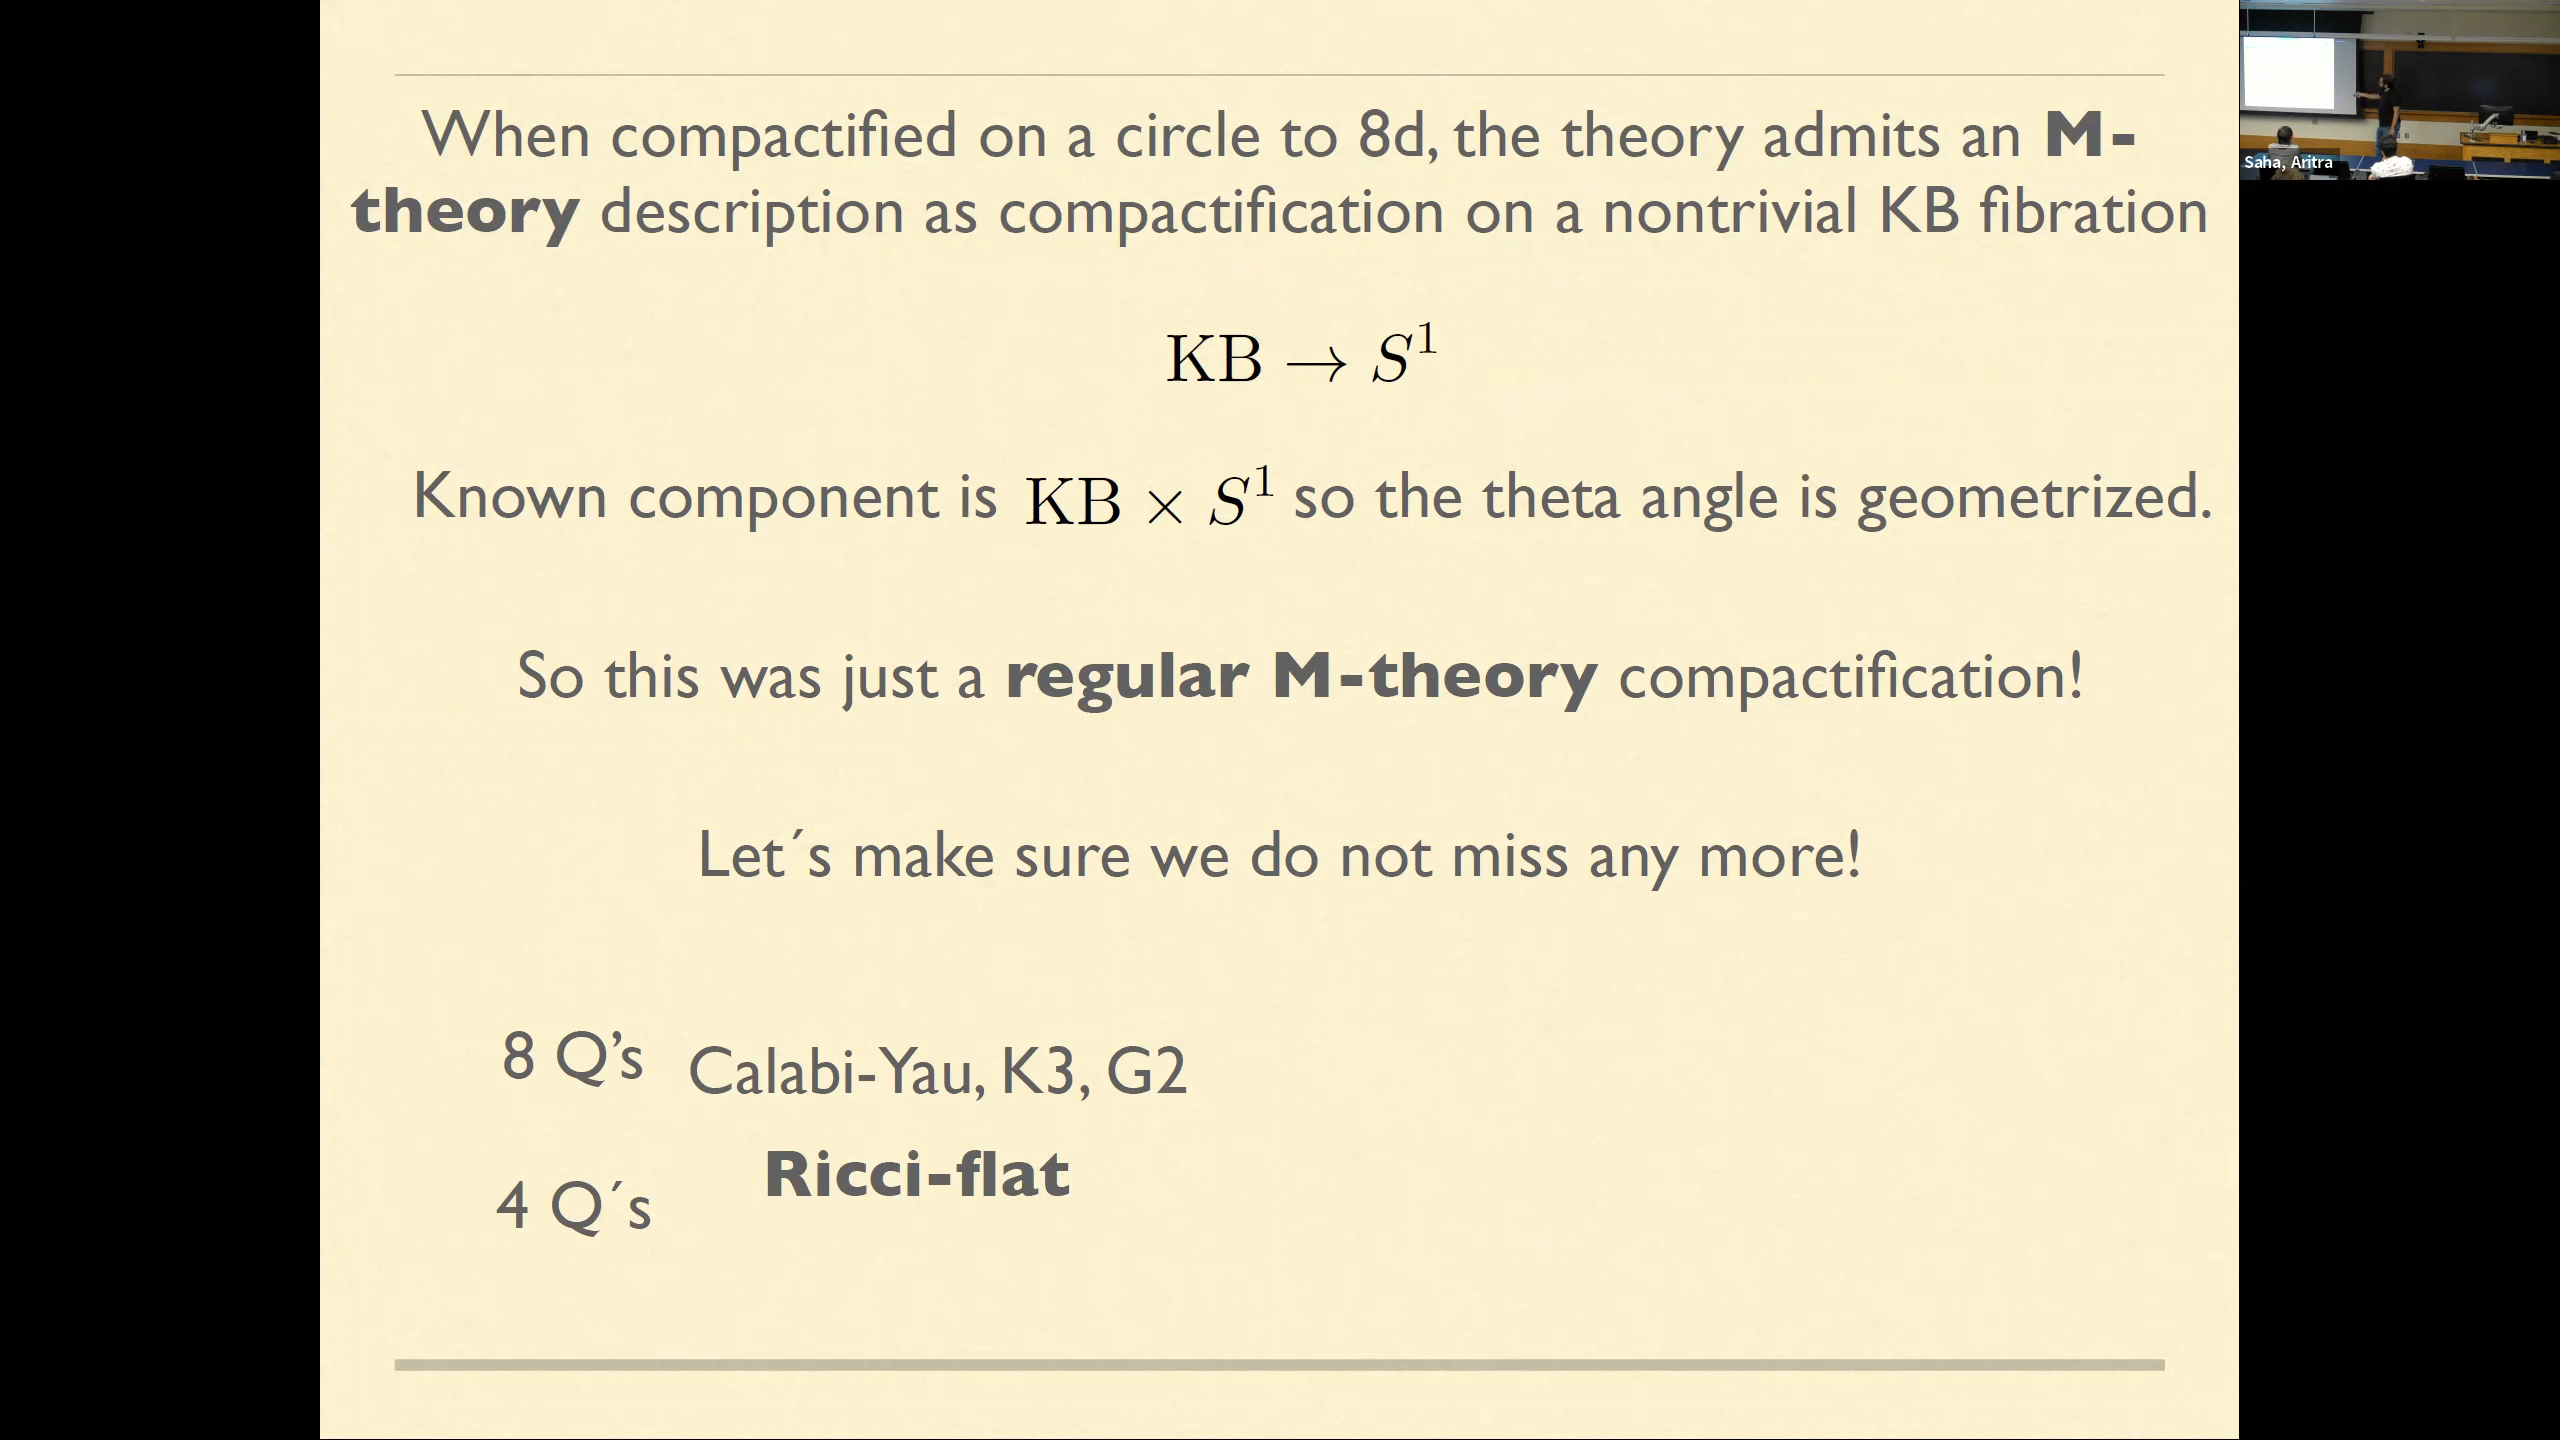 When compactified on a circle to 8d, the theory admits an M-
theory description as compactification on a nontrivial KB fibration
KB → S¹
Known component is KB × S¹ so the theta angle is geometrized.
So this was just a regular M-theory compactification!
Let´s make sure we do not miss any more!
8 Q’s Calabi-Yau, K3, G2
Ricci-flat
4 Q´s
Saha, Aritra